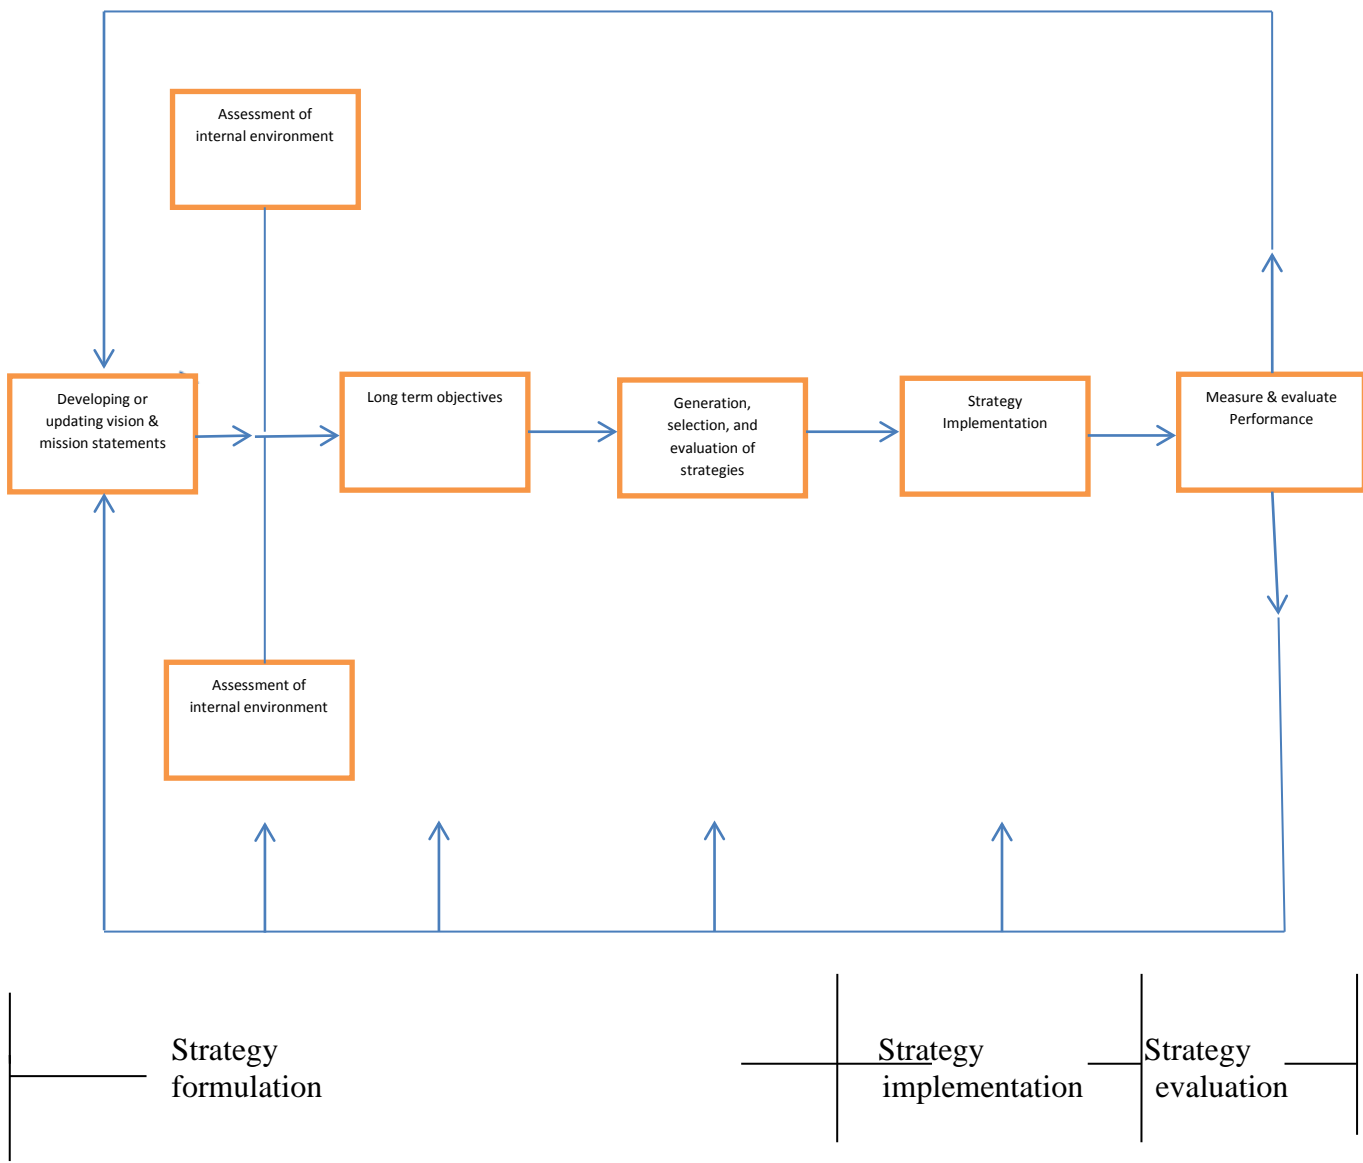 Assessment of
internal environment
Developing or
updating vision &
mission statements
Long term objectives
Generation,
selection, and
evaluation of
strategies
Strategy
Implementation
Measure & evaluate
Performance
Assessment of
internal environment
Strategy
formulation
Strategy
implementation
Strategy
evaluation